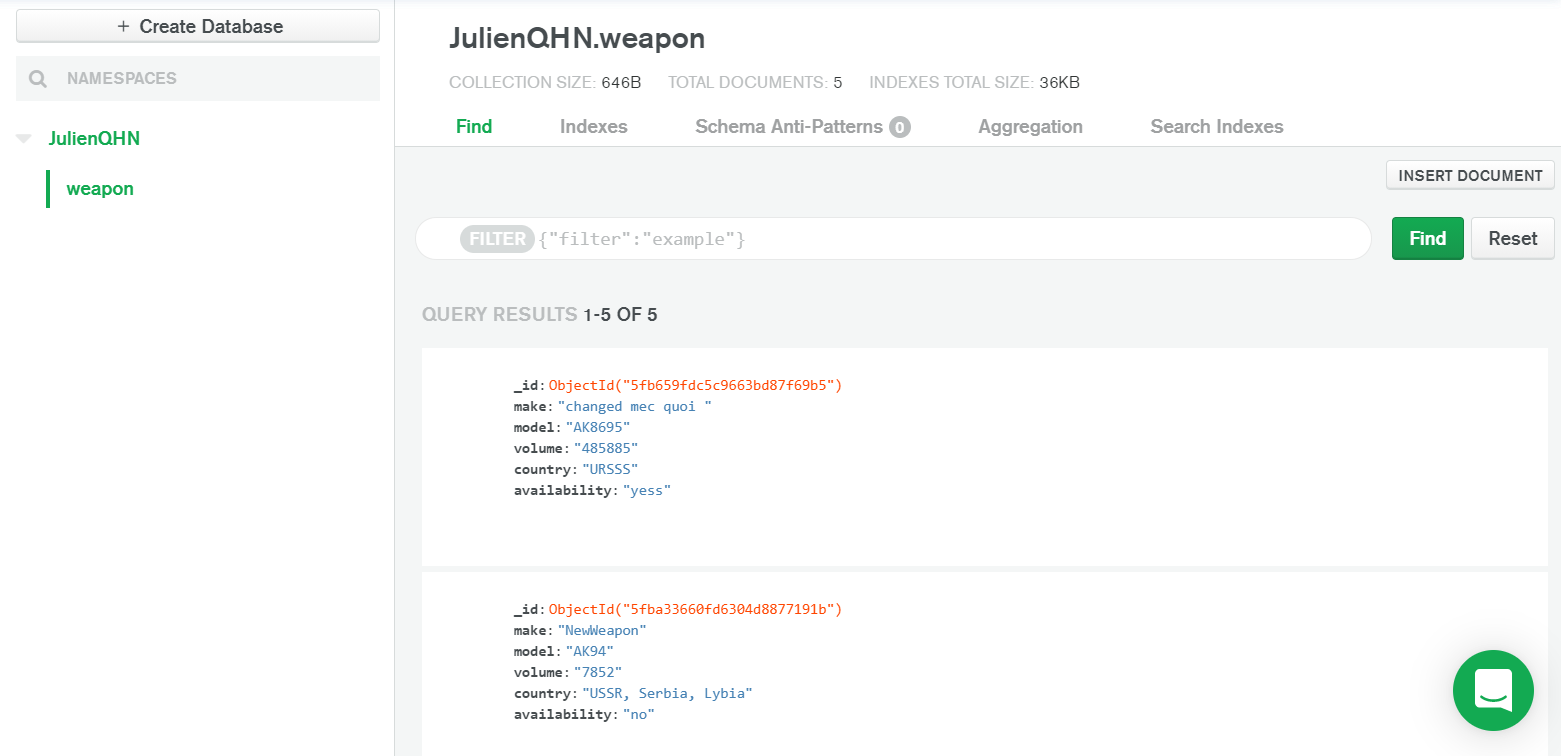 + Create Database
NAMESPACES
JulienQHN
weapon
JulienQHN.weapon
COLLECTION SIZE: 646B TOTAL DOCUMENTS: 5 INDEXES TOTAL SIZE: 36KB
Find Indexes Schema Anti-Patterns 0 Aggregation Search Indexes
INSERT DOCUMENT
FILTER {"filter":"example"} Find Reset
QUERY RESULTS 1-5 OF 5
_id: ObjectId("5fb659fdc5c9663bd87f69b5")
make: "changed mec quoi "
model: "AK8695"
volume: "485885"
country: "URSSS"
availability: "yess"
_id: ObjectId("5fba33660fd6304d8877191b")
make: "NewWeapon"
model: "AK94"
volume: "7852"
country: "USSR, Serbia, Lybia"
availability: "no"